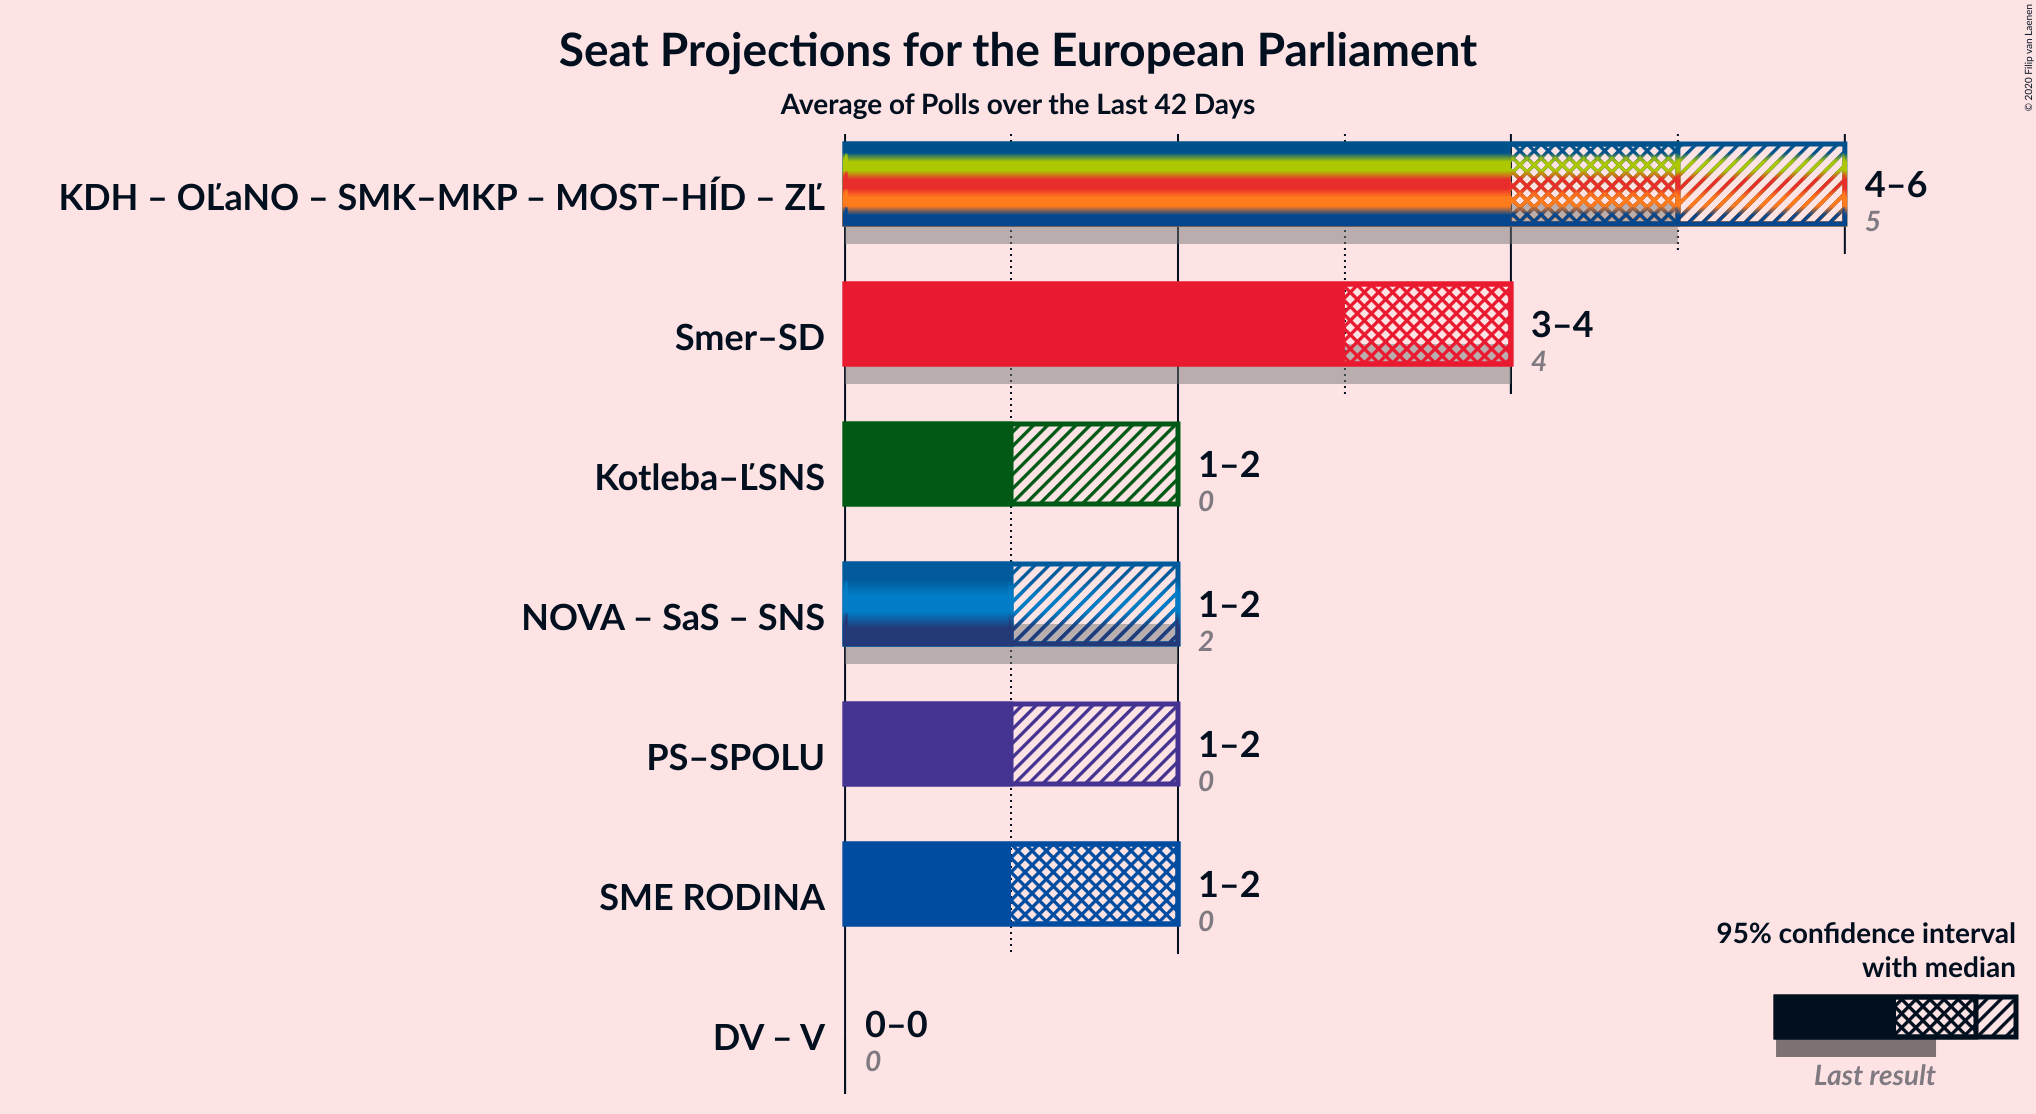 Seat Projections for the European Parliament
Average of Polls over the Last 42 Days
© 2020 Filip van Laenen
KDH – OĽaNO – SMK–MKP – MOST–HÍD – ZĽ
4–6
5
Smer–SD
3–4
4
Kotleba–ĽSNS
1–2
0
NOVA – SaS – SNS
1–2
2
PS–SPOLU
1–2
0
SME RODINA
1–2
0
DV – V
0–0
0
95% confidence interval
with median
Last result